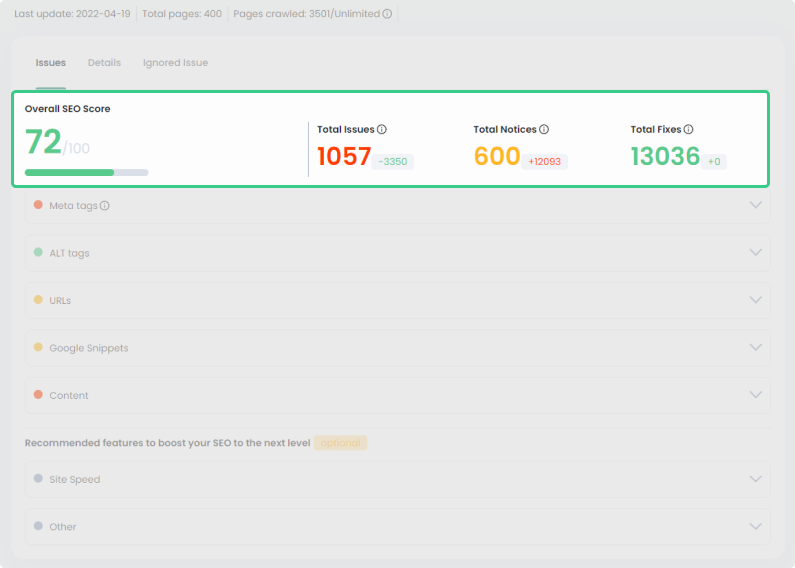 Last update: 2022-04-19 Total pages: 400 Pages crawled: 3501/Unlimited
Issues Details Ignored Issue
Overall SEO Score
72/100
Total Issues Total Notices Total Fixes
1057 -3350 600 +12093 13036 +0
Meta tags
ALT tags
URLs
Google Snippets
Content
Recommended features to boost your SEO to the next level optional
Site Speed
Other